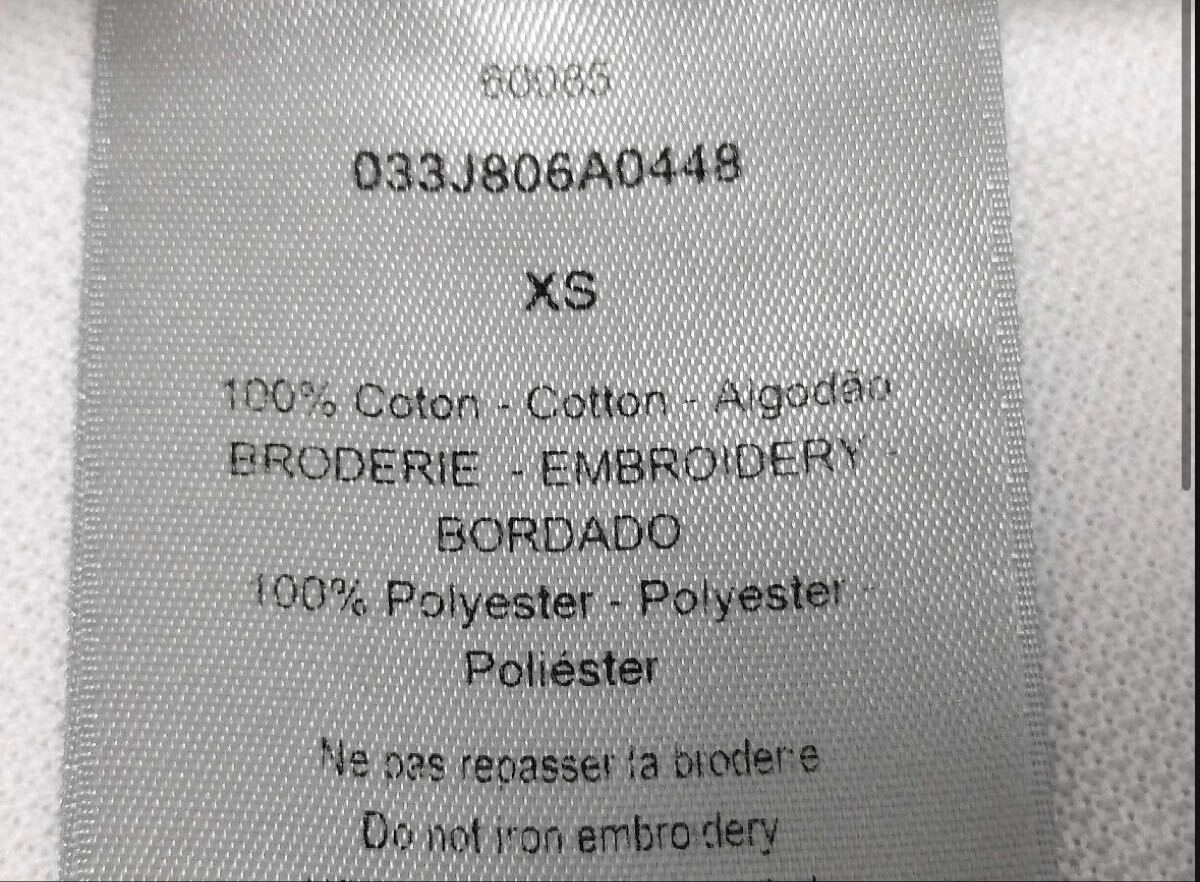 60065
033J806A0448
XS
100% Coton - Cotton - Algodão
BRODERIE - EMBROIDERY -
BORDADO
100% Polyester - Polyester -
Poliéster
Ne pas repasser la broderie
Do not iron embroidery